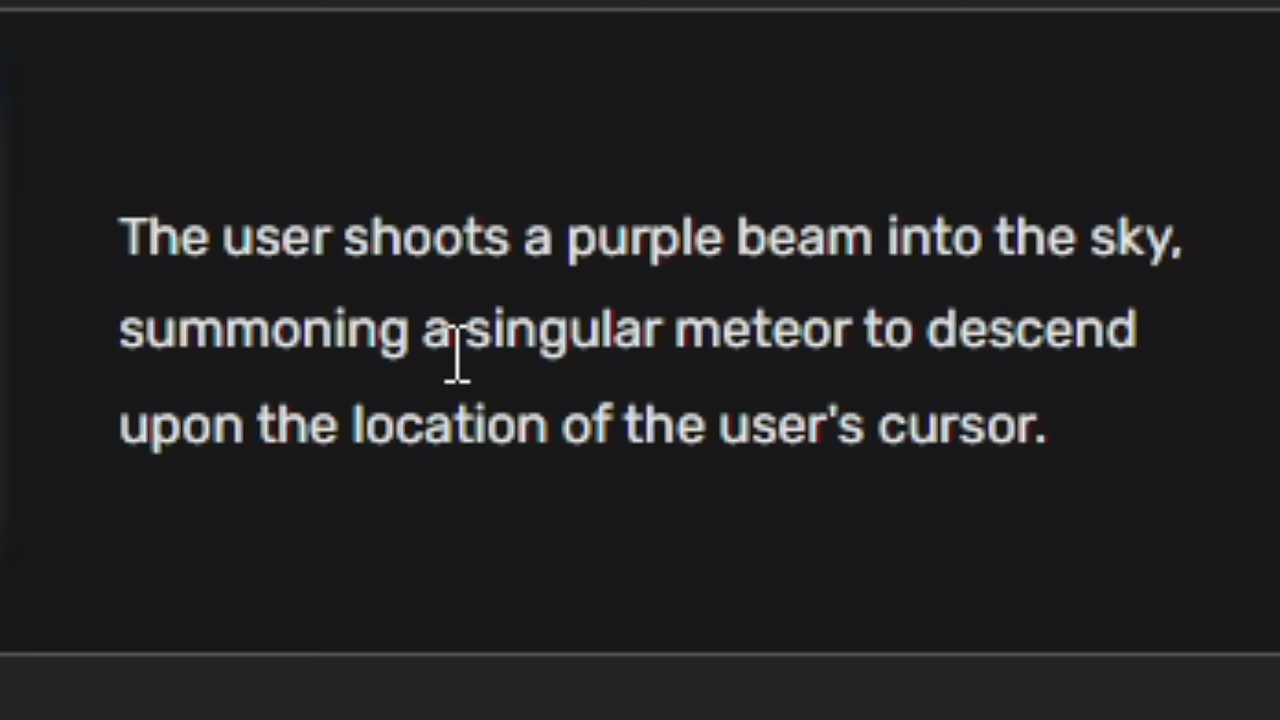 The user shoots a purple beam into the sky,
summoning a singular meteor to descend
upon the location of the user's cursor.